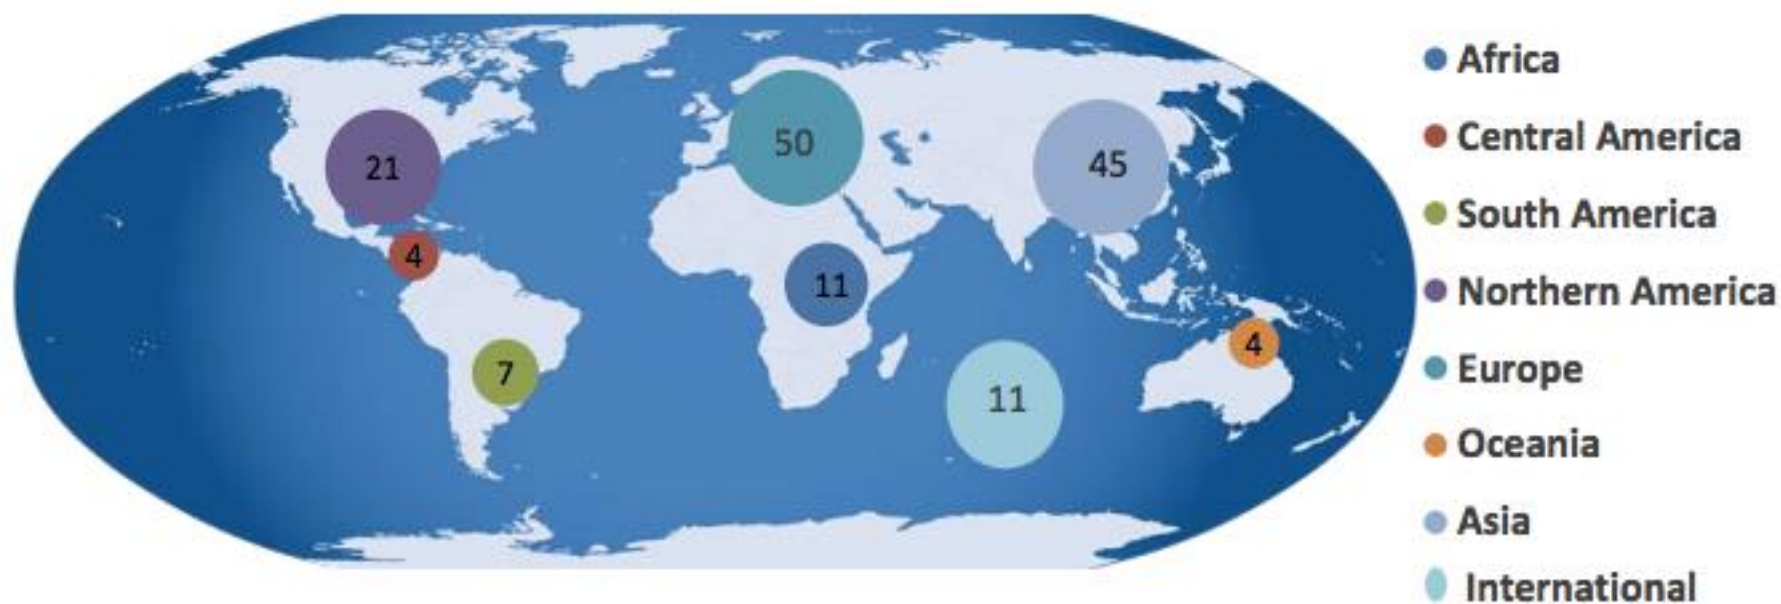 50
21
45
4
11
4
7
11
Africa
Central America
South America
Northern America
Europe
Oceania
Asia
International